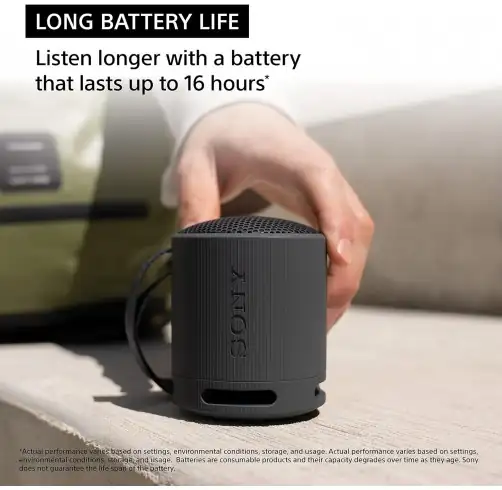 LONG BATTERY LIFE
Listen longer with a battery
that lasts up to 16 hours*
SONY
*Actual performance varies based on settings, environmental conditions, storage, and usage. Actual performance varies based on settings,
environmental conditions, storage, and usage. Batteries are consumable products and their capacity degrades over time as they age. Sony
does not guarantee the life span of the battery.